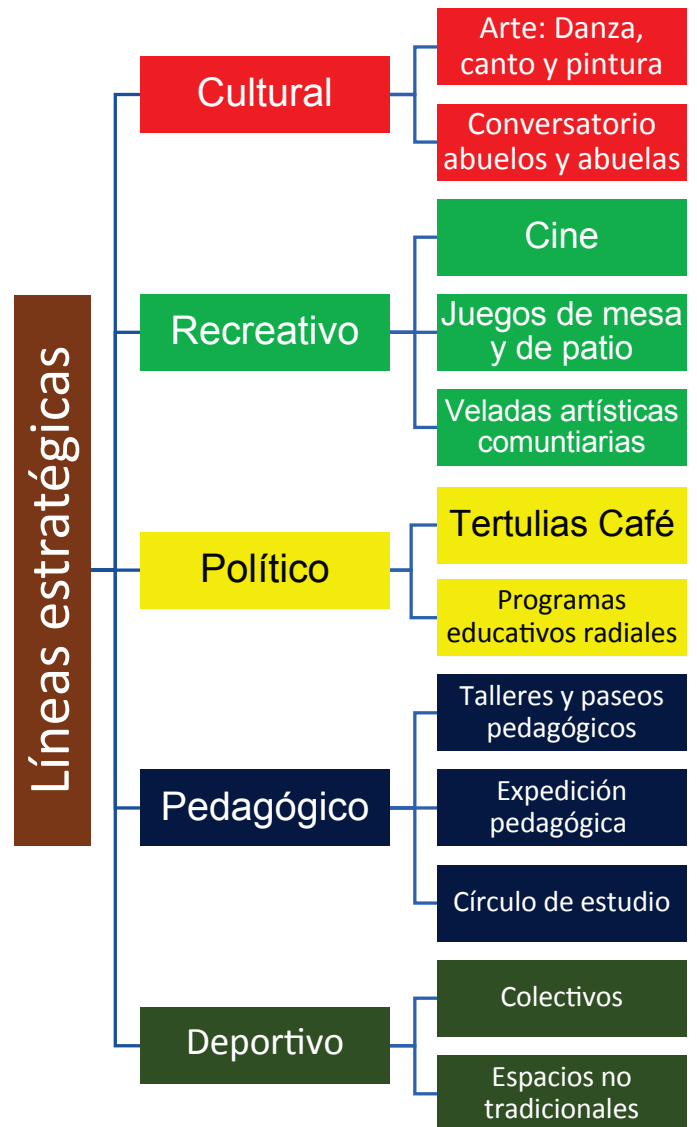 Líneas estratégicas
Cultural
Arte: Danza,
canto y pintura
Conversatorio
abuelos y abuelas
Recreativo
Cine
Juegos de mesa
y de patio
Veladas artísticas
comuntiarias
Político
Tertulias Café
Programas
educativos radiales
Pedagógico
Talleres y paseos
pedagógicos
Expedición
pedagógica
Círculo de estudio
Deportivo
Colectivos
Espacios no
tradicionales